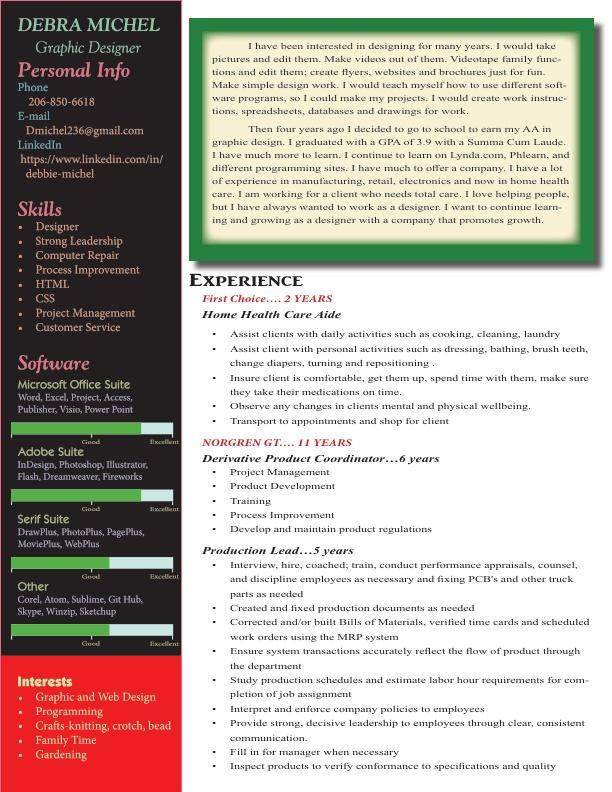 DEBRA MICHEL
Graphic Designer
Personal Info
Phone
206-850-6618
E-mail
Dmichel236@gmail.com
LinkedIn
https://www.linkedin.com/in/
debbie-michel
Skills
• Designer
• Strong Leadership
• Computer Repair
• Process Improvement
• HTML
• CSS
• Project Management
• Customer Service
Software
Microsoft Office Suite
Word, Excel, Project, Access,
Publisher, Visio, Power Point
Good Excellent
Adobe Suite
InDesign, Photoshop, Illustrator,
Flash, Dreamweaver, Fireworks
Good Excellent
Serif Suite
DrawPlus, PhotoPlus, PagePlus,
MoviePlus, WebPlus
Good Excellent
Other
Corel, Atom, Sublime, Git Hub,
Skype, Winzip, Sketchup
Good Excellent
Interests
• Graphic and Web Design
• Programming
• Crafts-knitting, crotch, bead
• Family Time
• Gardening
I have been interested in designing for many years. I would take
pictures and edit them. Make videos out of them. Videotape family func-
tions and edit them; create flyers, websites and brochures just for fun.
Make simple design work. I would teach myself how to use different soft-
ware programs, so I could make my projects. I would create work instruc-
tions, spreadsheets, databases and drawings for work.
Then four years ago I decided to go to school to earn my AA in
graphic design. I graduated with a GPA of 3.9 with a Summa Cum Laude.
I have much more to learn. I continue to learn on Lynda.com, Phlearn, and
different programming sites. I have much to offer a company. I have a lot
of experience in manufacturing, retail, electronics and now in home health
care. I am working for a client who needs total care. I love helping people,
but I have always wanted to work as a designer. I want to continue learn-
ing and growing as a designer with a company that promotes growth.
EXPERIENCE
First Choice.... 2 YEARS
Home Health Care Aide
• Assist clients with daily activities such as cooking, cleaning, laundry
• Assist client with personal activities such as dressing, bathing, brush teeth,
change diapers, turning and repositioning .
• Insure client is comfortable, get them up, spend time with them, make sure
they take their medications on time.
• Observe any changes in clients mental and physical wellbeing.
• Transport to appointments and shop for client
NORGREN GT.... 11 YEARS
Derivative Product Coordinator...6 years
• Project Management
• Product Development
• Training
• Process Improvement
• Develop and maintain product regulations
Production Lead...5 years
• Interview, hire, coached; train, conduct performance appraisals, counsel,
and discipline employees as necessary and fixing PCB's and other truck
parts as needed
• Created and fixed production documents as needed
• Corrected and/or built Bills of Materials, verified time cards and scheduled
work orders using the MRP system
• Ensure system transactions accurately reflect the flow of product through
the department
• Study production schedules and estimate labor hour requirements for com-
pletion of job assignment
• Interpret and enforce company policies to employees
• Provide strong, decisive leadership to employees through clear, consistent
communication.
• Fill in for manager when necessary
• Inspect products to verify conformance to specifications and quality